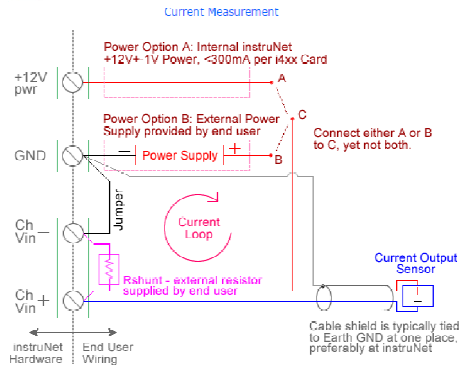 Current Measurement
Power Option A: Internal instruNet
+12V+-1V Power, <300mA per i4xx Card
+12V
pwr
A
Power Option B: External Power
Supply provided by end user
C
Connect either A or B
to C, yet not both.
GND
Power Supply
B
Jumper
Current
Loop
Ch
Vin
Current Output
Sensor
Rshunt - external resistor
supplied by end user
Ch
Vin +
Cable shield is typically tied
to Earth GND at one place,
preferably at instruNet
instruNet
Hardware
End User
Wiring